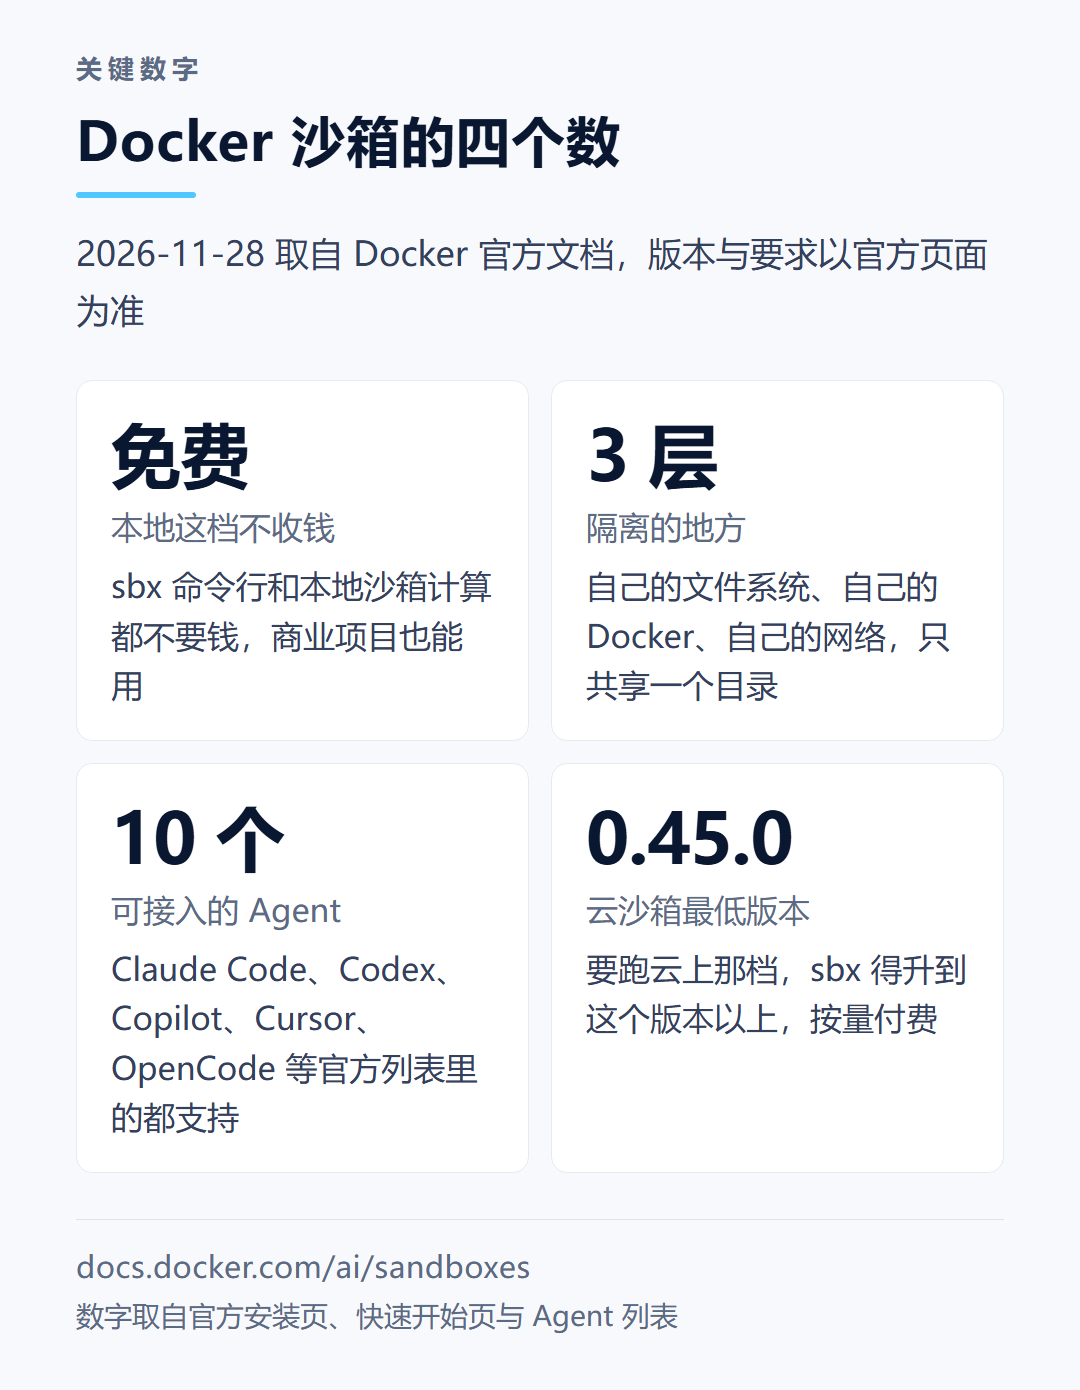 关键数字
Docker 沙箱的四个数
2026-11-28 取自 Docker 官方文档，版本与要求以官方页面
为准
免费
本地这档不收钱
sbx 命令行和本地沙箱计算
都不要钱，商业项目也能
用
3 层
隔离的地方
自己的文件系统、自己的
Docker、自己的网络，只
共享一个目录
10 个
可接入的 Agent
Claude Code、Codex、
Copilot、Cursor、
OpenCode 等官方列表里
的都支持
0.45.0
云沙箱最低版本
要跑云上那档，sbx 得升到
这个版本以上，按量付费
docs.docker.com/ai/sandboxes
数字取自官方安装页、快速开始页与 Agent 列表